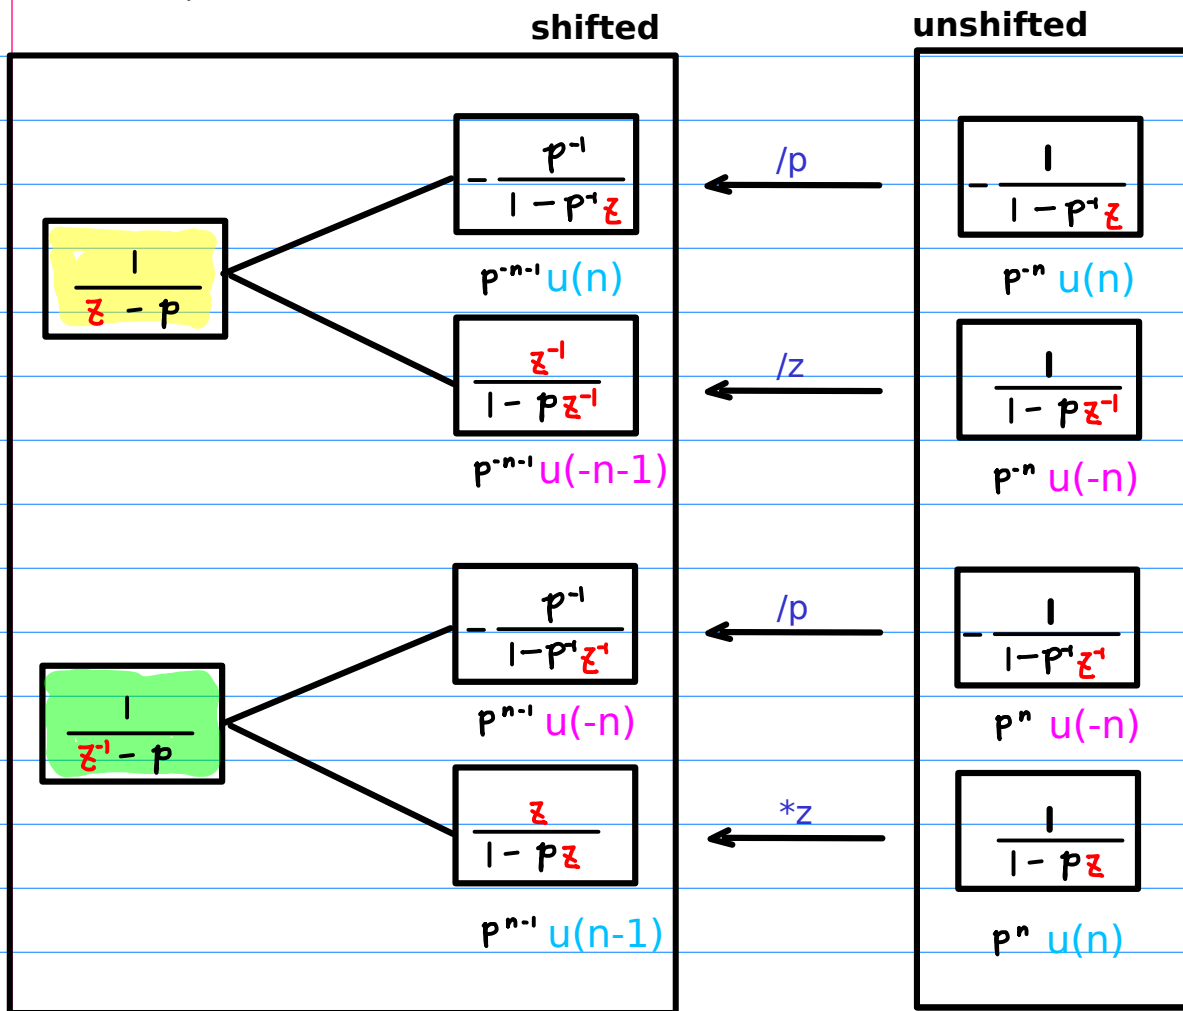 shifted unshifted
- p⁻¹ / (1 - p⁻¹z) /p - 1 / (1 - p⁻¹z)
1 / (z - p)
p⁻ⁿ⁻¹ u(n) p⁻ⁿ u(n)
z⁻¹ / (1 - pz⁻¹) /z 1 / (1 - pz⁻¹)
p⁻ⁿ⁻¹ u(-n-1) p⁻ⁿ u(-n)
- p⁻¹ / (1 - p⁻¹z⁻¹) /p - 1 / (1 - p⁻¹z⁻¹)
1 / (z⁻¹ - p)
pⁿ⁻¹ u(-n) pⁿ u(-n)
z / (1 - pz) *z 1 / (1 - pz)
pⁿ⁻¹ u(n-1) pⁿ u(n)